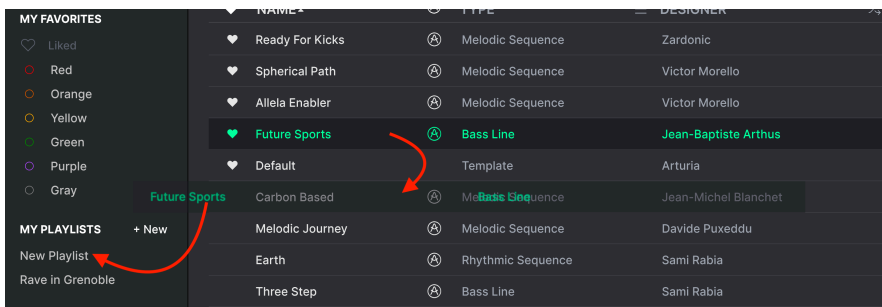 MY FAVORITES
Liked
Red
Orange
Yellow
Green
Purple
Gray
MY PLAYLISTS + New
New Playlist
Rave in Grenoble
NAME TYPE DESIGNER
Ready For Kicks Melodic Sequence Zardonic
Spherical Path Melodic Sequence Victor Morello
Allela Enabler Melodic Sequence Victor Morello
Future Sports Bass Line Jean-Baptiste Arthus
Default Template Arturia
Future Sports Bass Line
Carbon Based Melodic Sequence Jean-Michel Blanchet
Melodic Journey Melodic Sequence Davide Puxeddu
Earth Rhythmic Sequence Sami Rabia
Three Step Bass Line Sami Rabia